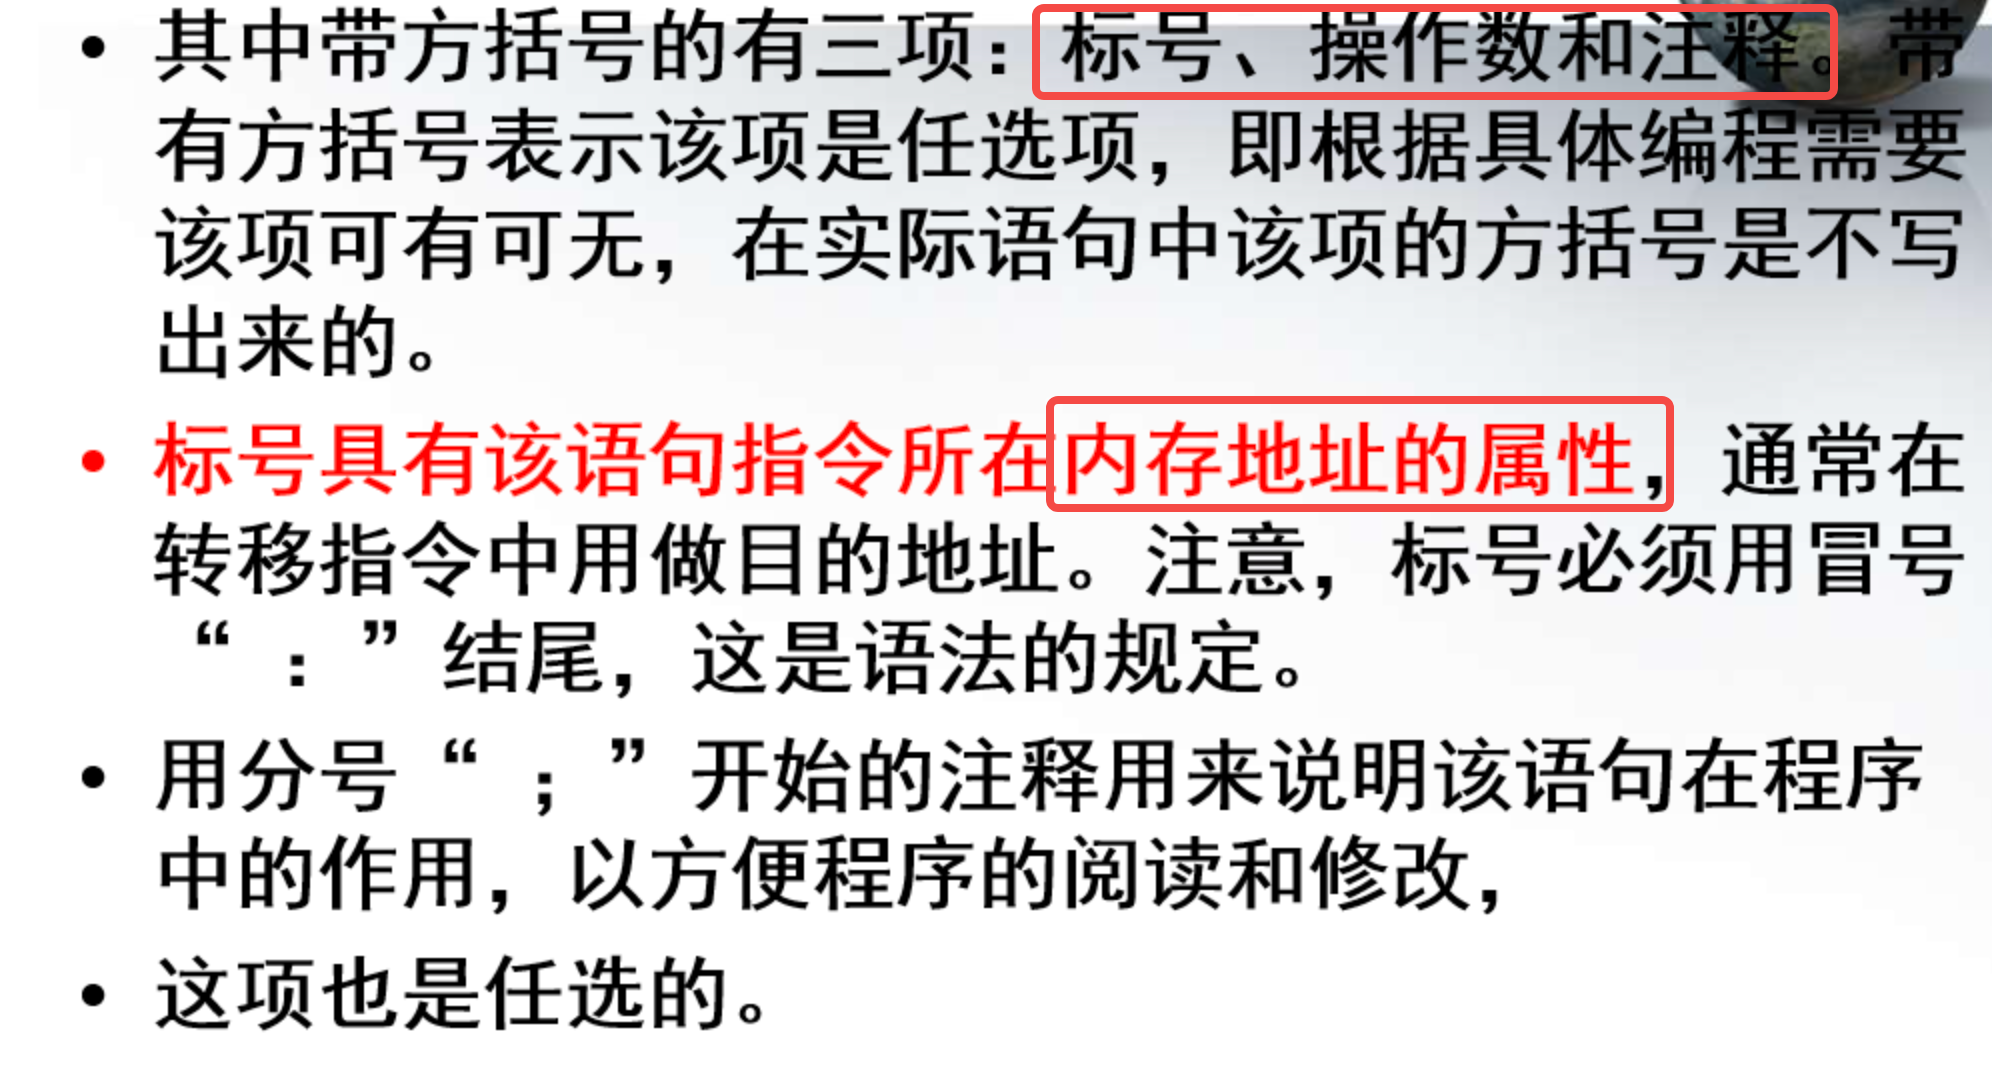 • 其中带方括号的有三项：标号、操作数和注释。带
有方括号表示该项是任选项，即根据具体编程需要
该项可有可无，在实际语句中该项的方括号是不写
出来的。
• 标号具有该语句指令所在内存地址的属性，通常在
转移指令中用做目的地址。注意，标号必须用冒号
“：”结尾，这是语法的规定。
• 用分号“；”开始的注释用来说明该语句在程序
中的作用，以方便程序的阅读和修改，
• 这项也是任选的。